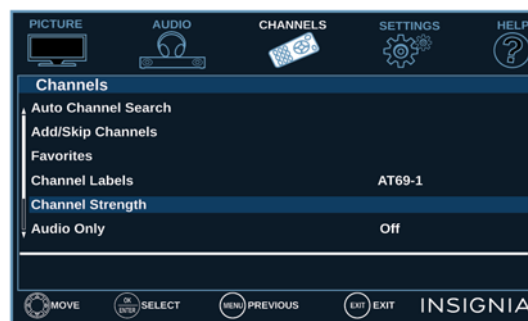 PICTURE AUDIO CHANNELS SETTINGS HELP
Channels
Auto Channel Search
Add/Skip Channels
Favorites
Channel Labels AT69-1
Channel Strength
Audio Only Off
MOVE OK ENTER SELECT MENU PREVIOUS EXIT EXIT INSIGNIA